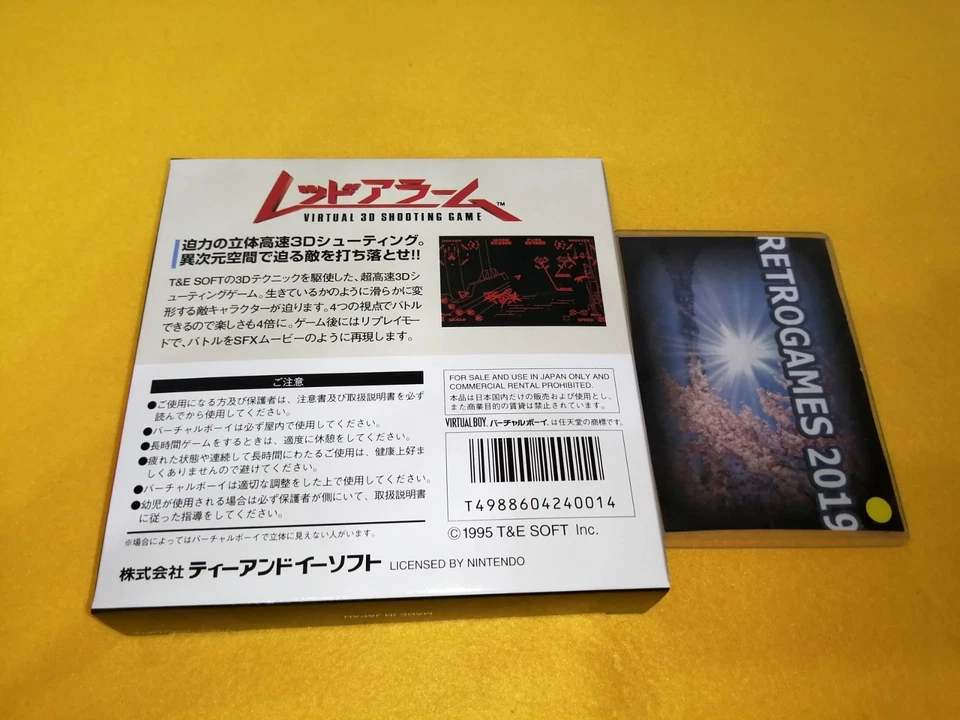 レッドアラーム™
VIRTUAL 3D SHOOTING GAME
迫力の立体高速3Dシューティング。
異次元空間で迫る敵を打ち落とせ!!
T&E SOFTの3Dテクニックを駆使した、超高速3Dシ
ューティングゲーム。生きているかのように滑らかに変
形する敵キャラクターが迫ります。4つの視点でバトル
できるので楽しさも4倍に。ゲーム後にはリプレイモー
ドで、バトルをSFXムービーのように再現します。
ご注意
●ご使用になる方及び保護者は、注意書及び取扱説明書を必ず
読んでから使用してください。
●バーチャルボーイは必ず屋内で使用してください。
●長時間ゲームをするときは、適度に休憩をしてください。
●疲れた状態や連続して長時間にわたるご使用は、健康上好ま
しくありませんので避けてください。
●バーチャルボーイは適切な調整をした上で使用してください。
●幼児が使用される場合は必ず保護者が側にいて、取扱説明書
に従った指導をしてください。
※場合によってはバーチャルボーイで立体に見えない人がいます。
株式会社 ティーアンドイーソフト LICENSED BY NINTENDO
FOR SALE AND USE IN JAPAN ONLY AND
COMMERCIAL RENTAL PROHIBITED.
本品は日本国内だけの販売および使用とし、
また商業目的の賃貸は禁止されています。
VIRTUAL BOY, バーチャルボーイ, は任天堂の商標です。
T4988604240014
©1995 T&E SOFT Inc.
MADE IN JAPAN
RETROGAMES 2019